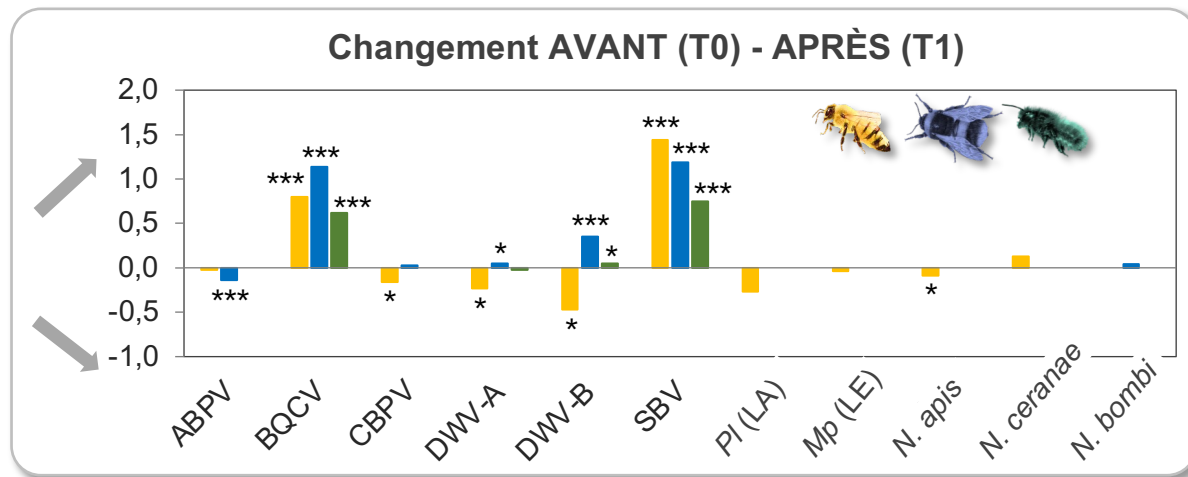 Changement AVANT (T0) - APRÈS (T1)
2,0
1,5
1,0
0,5
0,0
-0,5
-1,0
***
***
***
***
*
*
*
*
***
*
***
***
***
*
ABPV
BQCV
CBPV
DWV-A
DWV-B
SBV
Pl (LA)
Mp (LE)
N. apis
N. ceranae
N. bombi